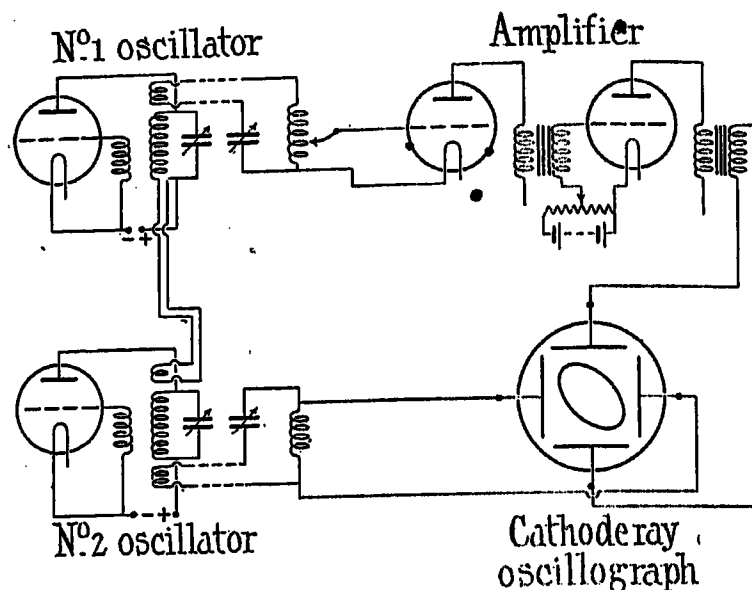 Nº1 oscillator
Amplifier
- +
- +
Nº2 oscillator
Cathode ray
oscillograph